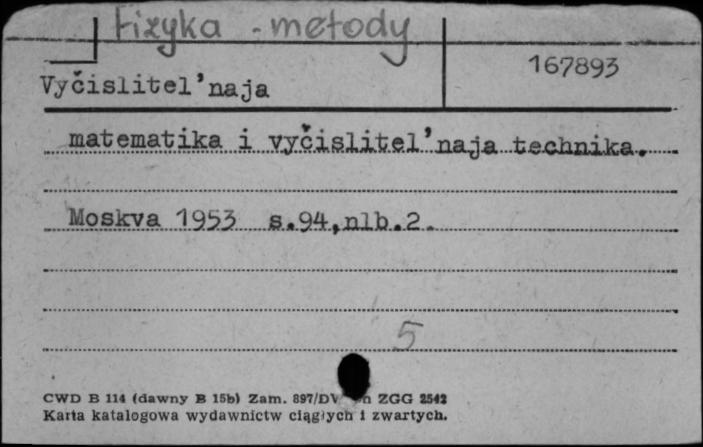 fizyka - metody
167893
Vyčislitel'naja
matematika i vyčislitel'naja technika.
Moskva 1953 s.94,nlb.2.
5
CWD B 114 (dawny B 15b) Zam. 897/DV ZGG 2542
Karta katalogowa wydawnictw ciągłych i zwartych.